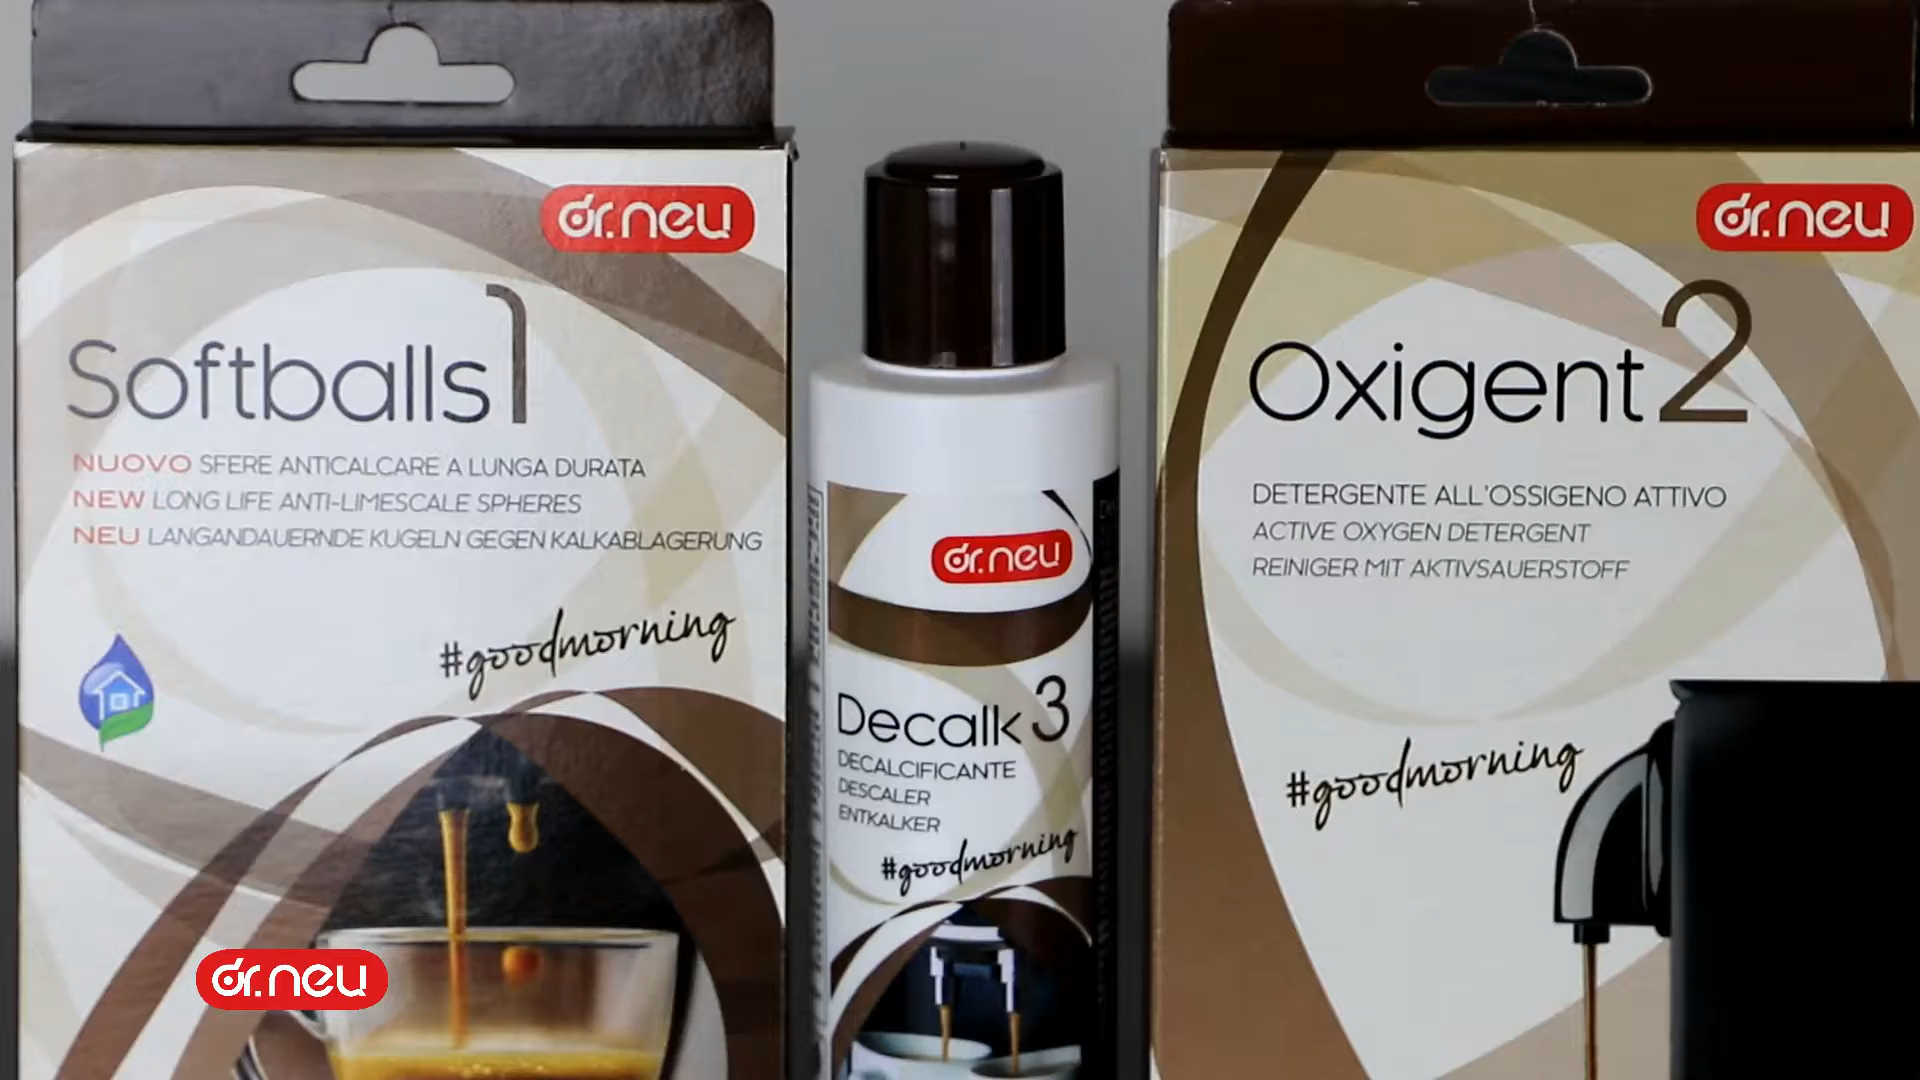 dr.neu
Softballs1
NUOVO SFERE ANTICALCARE A LUNGA DURATA
NEW LONG LIFE ANTI-LIMESCALE SPHERES
NEU LANGANDAUERNDE KUGELN GEGEN KALKABLAGERUNG
#goodmorning
dr.neu
Decalk 3
DECALCIFICANTE
DESCALER
ENTKALKER
#goodmorning
dr.neu
Oxigent2
DETERGENTE ALL'OSSIGENO ATTIVO
ACTIVE OXYGEN DETERGENT
REINIGER MIT AKTIVSAUERSTOFF
#goodmorning
dr.neu